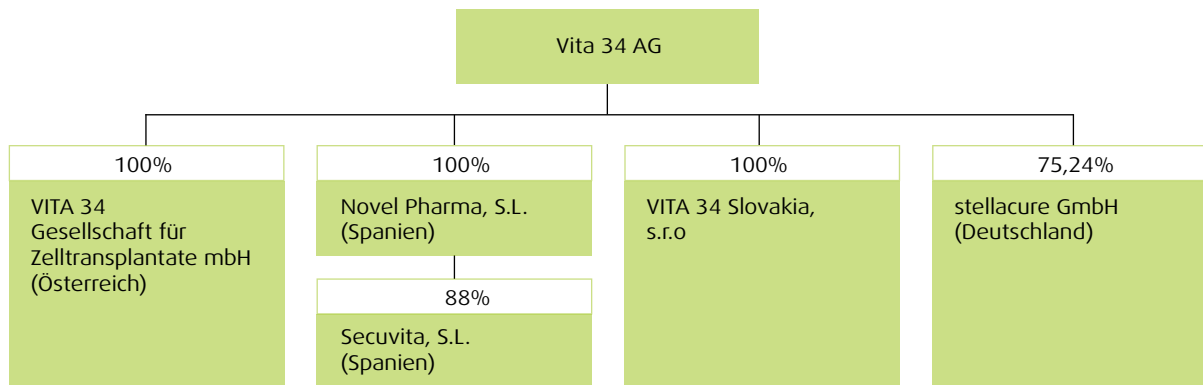 Vita 34 AG
100%
VITA 34
Gesellschaft für
Zelltransplantate mbH
(Österreich)
100%
Novel Pharma, S.L.
(Spanien)
88%
Secuvita, S.L.
(Spanien)
100%
VITA 34 Slovakia,
s.r.o
75,24%
stellacure GmbH
(Deutschland)